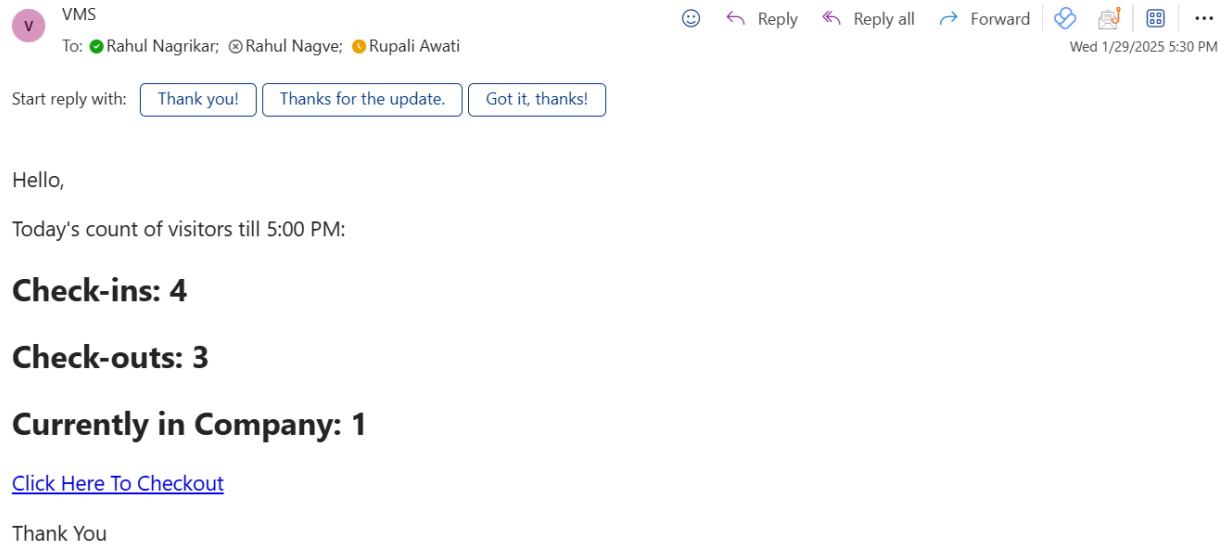 V
VMS
Reply Reply all Forward
To: Rahul Nagrikar; Rahul Nagve; Rupali Awati
Wed 1/29/2025 5:30 PM
Start reply with: Thank you! Thanks for the update. Got it, thanks!
Hello,
Today's count of visitors till 5:00 PM:
Check-ins: 4
Check-outs: 3
Currently in Company: 1
Click Here To Checkout
Thank You